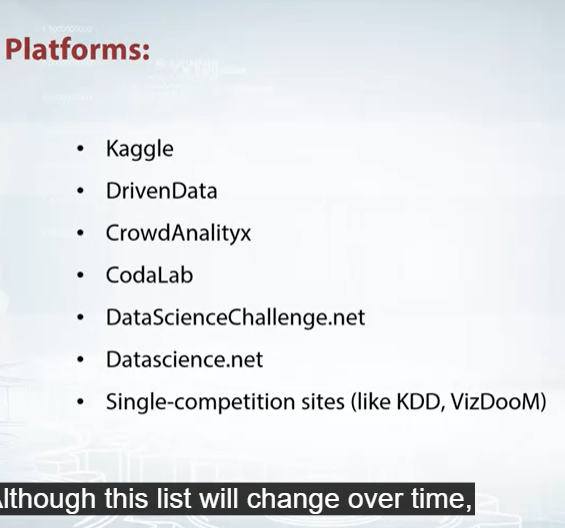 Platforms:
• Kaggle
• DrivenData
• CrowdAnalityx
• CodaLab
• DataScienceChallenge.net
• Datascience.net
• Single-competition sites (like KDD, VizDooM)
Although this list will change over time,